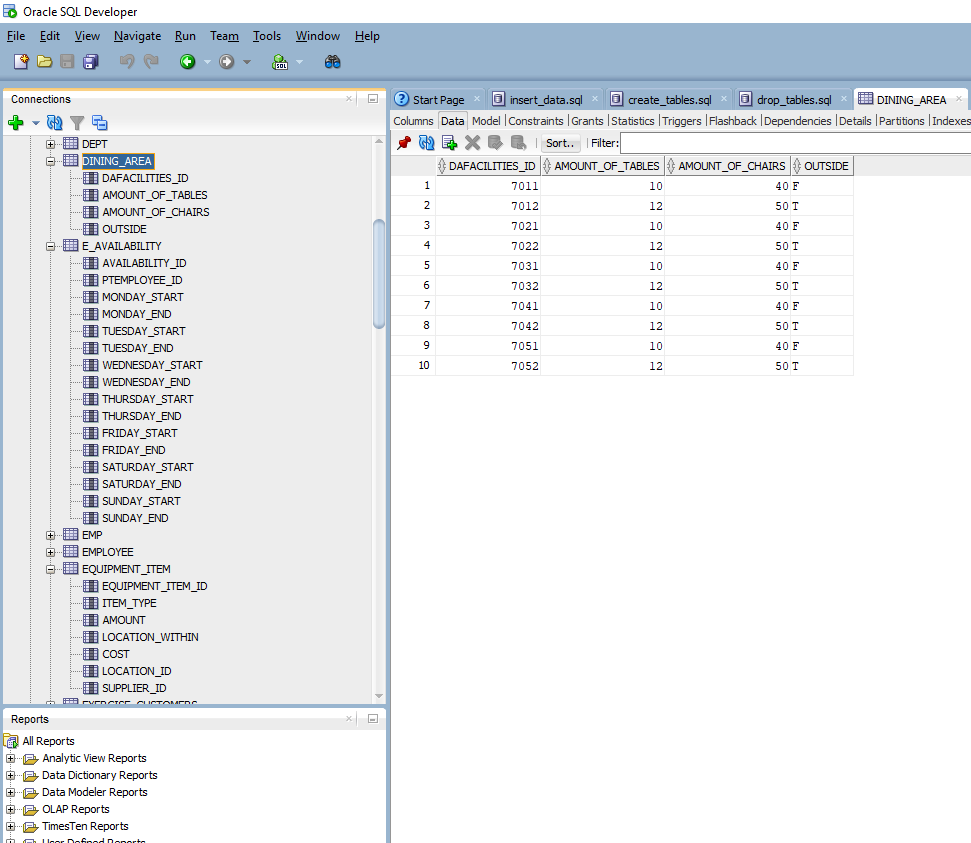 Oracle SQL Developer
File Edit View Navigate Run Team Tools Window Help
SQL
Connections
DEPT
DINING_AREA
DAFACILITIES_ID
AMOUNT_OF_TABLES
AMOUNT_OF_CHAIRS
OUTSIDE
E_AVAILABILITY
AVAILABILITY_ID
PTEMPLOYEE_ID
MONDAY_START
MONDAY_END
TUESDAY_START
TUESDAY_END
WEDNESDAY_START
WEDNESDAY_END
THURSDAY_START
THURSDAY_END
FRIDAY_START
FRIDAY_END
SATURDAY_START
SATURDAY_END
SUNDAY_START
SUNDAY_END
EMP
EMPLOYEE
EQUIPMENT_ITEM
EQUIPMENT_ITEM_ID
ITEM_TYPE
AMOUNT
LOCATION_WITHIN
COST
LOCATION_ID
SUPPLIER_ID
EXERCISE_CUSTOMERS
Reports
All Reports
Analytic View Reports
Data Dictionary Reports
Data Modeler Reports
OLAP Reports
TimesTen Reports
User Defined Reports
Start Page insert_data.sql create_tables.sql drop_tables.sql DINING_AREA
Columns Data Model Constraints Grants Statistics Triggers Flashback Dependencies Details Partitions Indexes
Sort.. Filter:
DAFACILITIES_ID AMOUNT_OF_TABLES AMOUNT_OF_CHAIRS OUTSIDE
1 7011 10 40 F
2 7012 12 50 T
3 7021 10 40 F
4 7022 12 50 T
5 7031 10 40 F
6 7032 12 50 T
7 7041 10 40 F
8 7042 12 50 T
9 7051 10 40 F
10 7052 12 50 T